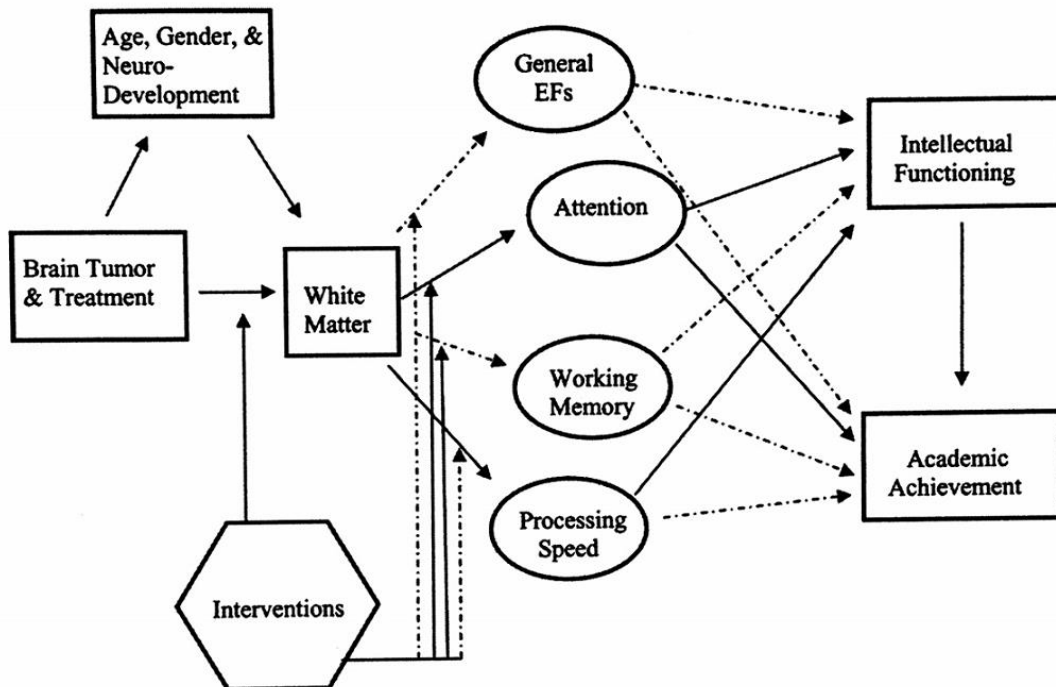 Age, Gender, &
Neuro-
Development
General
EFs
Intellectual
Functioning
Attention
Brain Tumor
& Treatment
White
Matter
Working
Memory
Academic
Achievement
Processing
Speed
Interventions